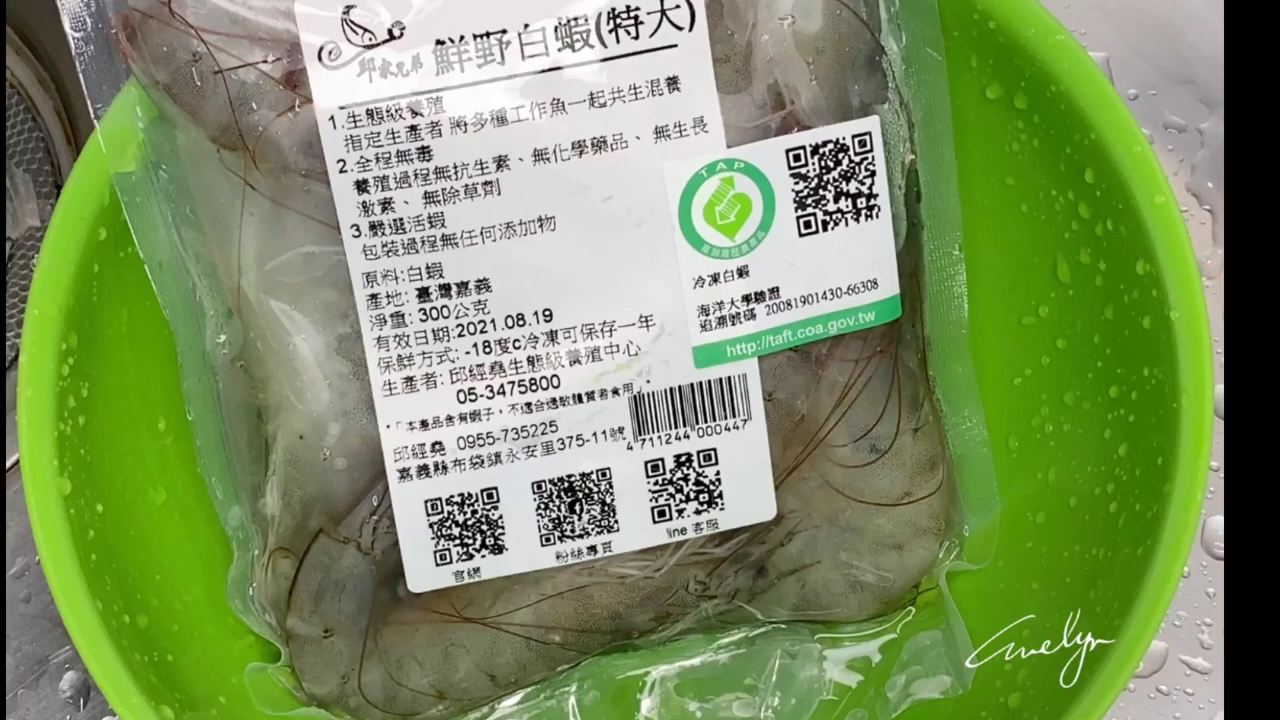 邱家兄弟
鮮野白蝦(特大)
1.生態級養殖
指定生產者 將多種工作魚一起共生混養
2.全程無毒
養殖過程無抗生素、無化學藥品、 無生長
激素、 無除草劑
3.嚴選活蝦
包裝過程無任何添加物
原料:白蝦
產地: 臺灣嘉義
淨重: 300公克
有效日期:2021.08.19
保鮮方式: -18度c冷凍可保存一年
生產者: 邱經堯生態級養殖中心
05-3475800
*「本產品含有蝦子，不適合過敏體質者食用」*
邱經堯 0955-735225
嘉義縣布袋鎮永安里375-11號
4711244000447
官網
粉絲專頁
line 客服
TAP
臺灣履歷農產品
冷凍白蝦
海洋大學驗證
追溯號碼 20081901430-66308
http://taft.coa.gov.tw
Emelyn